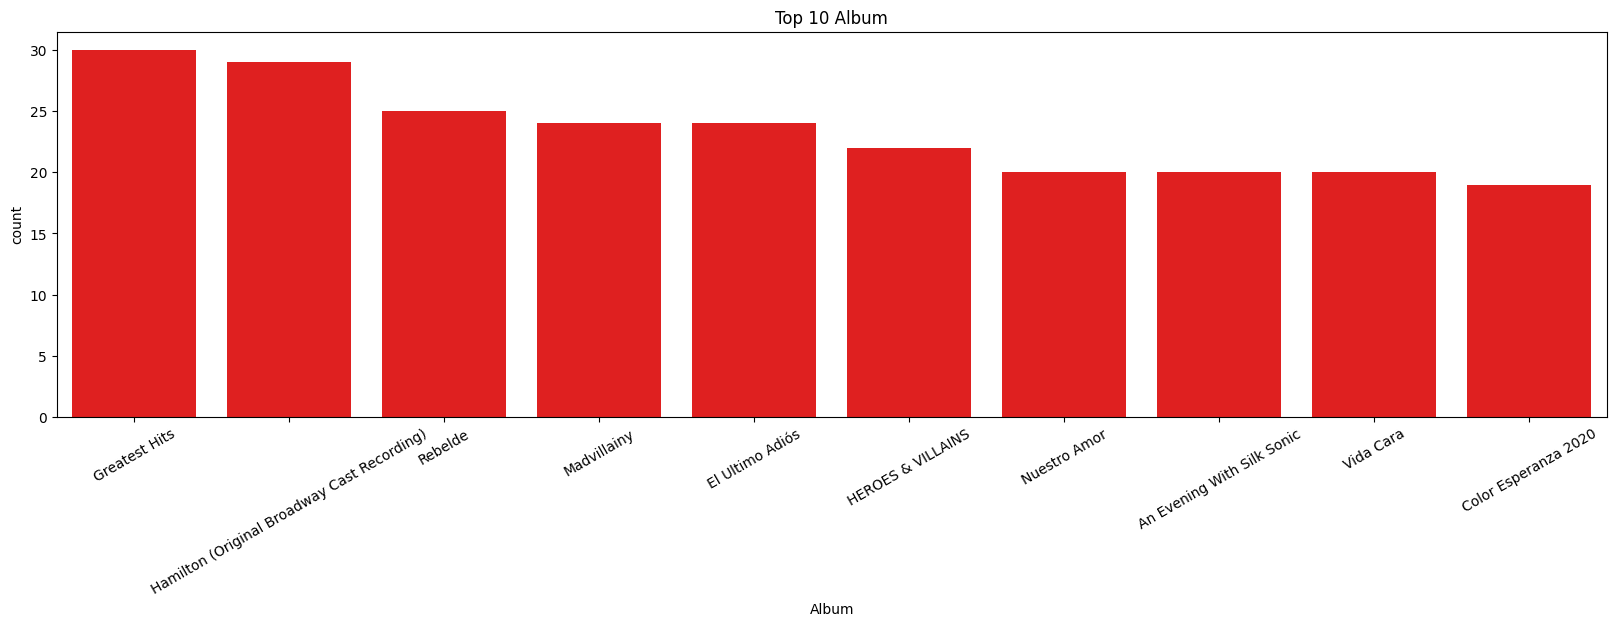 Top 10 Album
count
30
25
20
15
10
5
0
Greatest Hits
Hamilton (Original Broadway Cast Recording)
Rebelde
Madvillainy
El Ultimo Adiós
HEROES & VILLAINS
Nuestro Amor
An Evening With Silk Sonic
Vida Cara
Color Esperanza 2020
Album